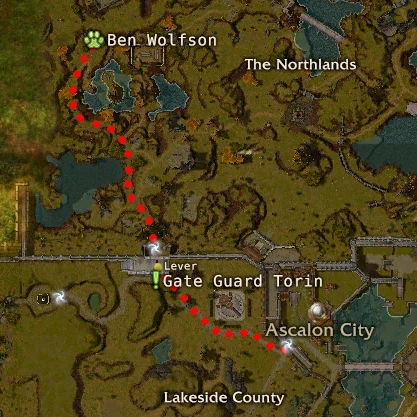 Ben Wolfson
The Northlands
Lever
Gate Guard Torin
Ascalon City
Lakeside County